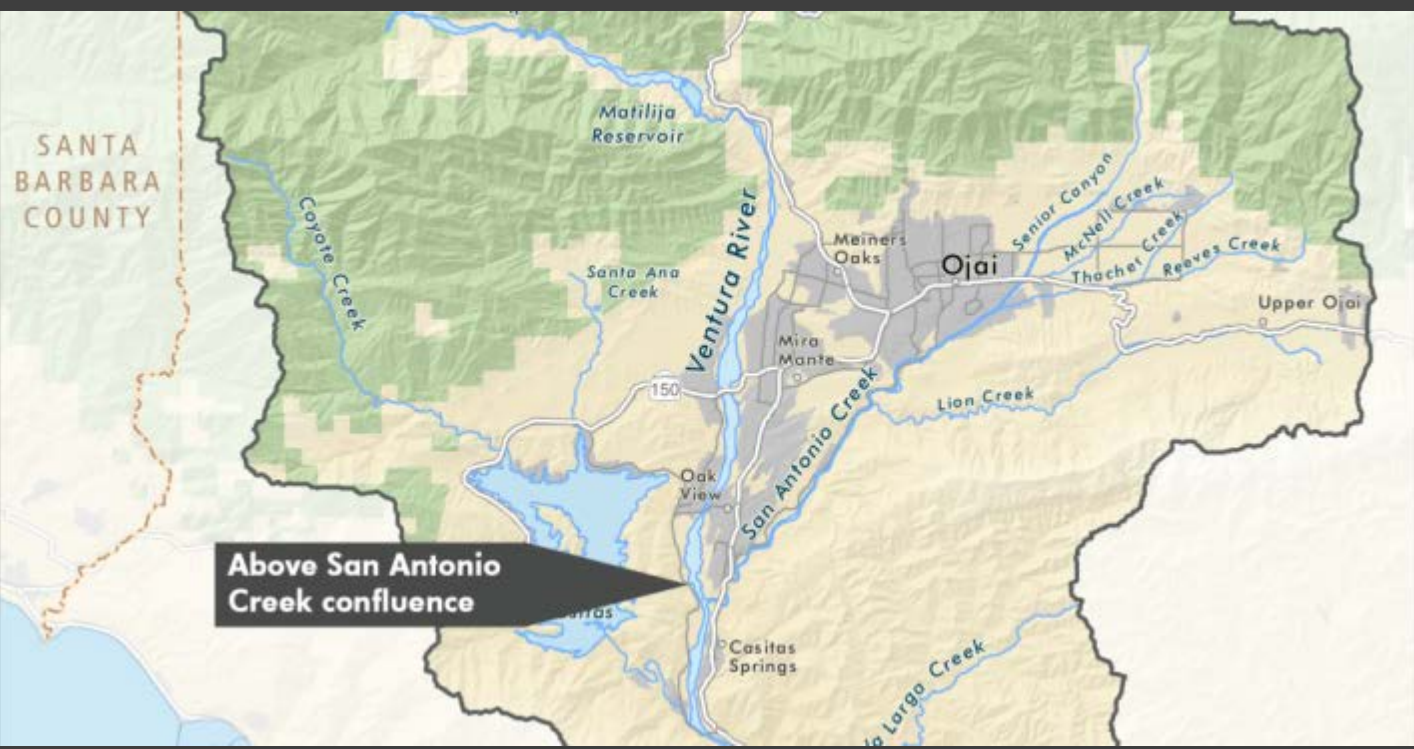 SANTA
BARBARA
COUNTY
Matilija
Reservoir
Coyote Creek
Santa Ana
Creek
Ventura River
150
Meiners
Oaks
Ojai
Senior Canyon
McNell Creek
Thacher Creek
Reeves Creek
Upper Ojai
Mira
Monte
Lion Creek
San Antonio Creek
Oak
View
Above San Antonio
Creek confluence
Casitas
Springs
Larga Creek